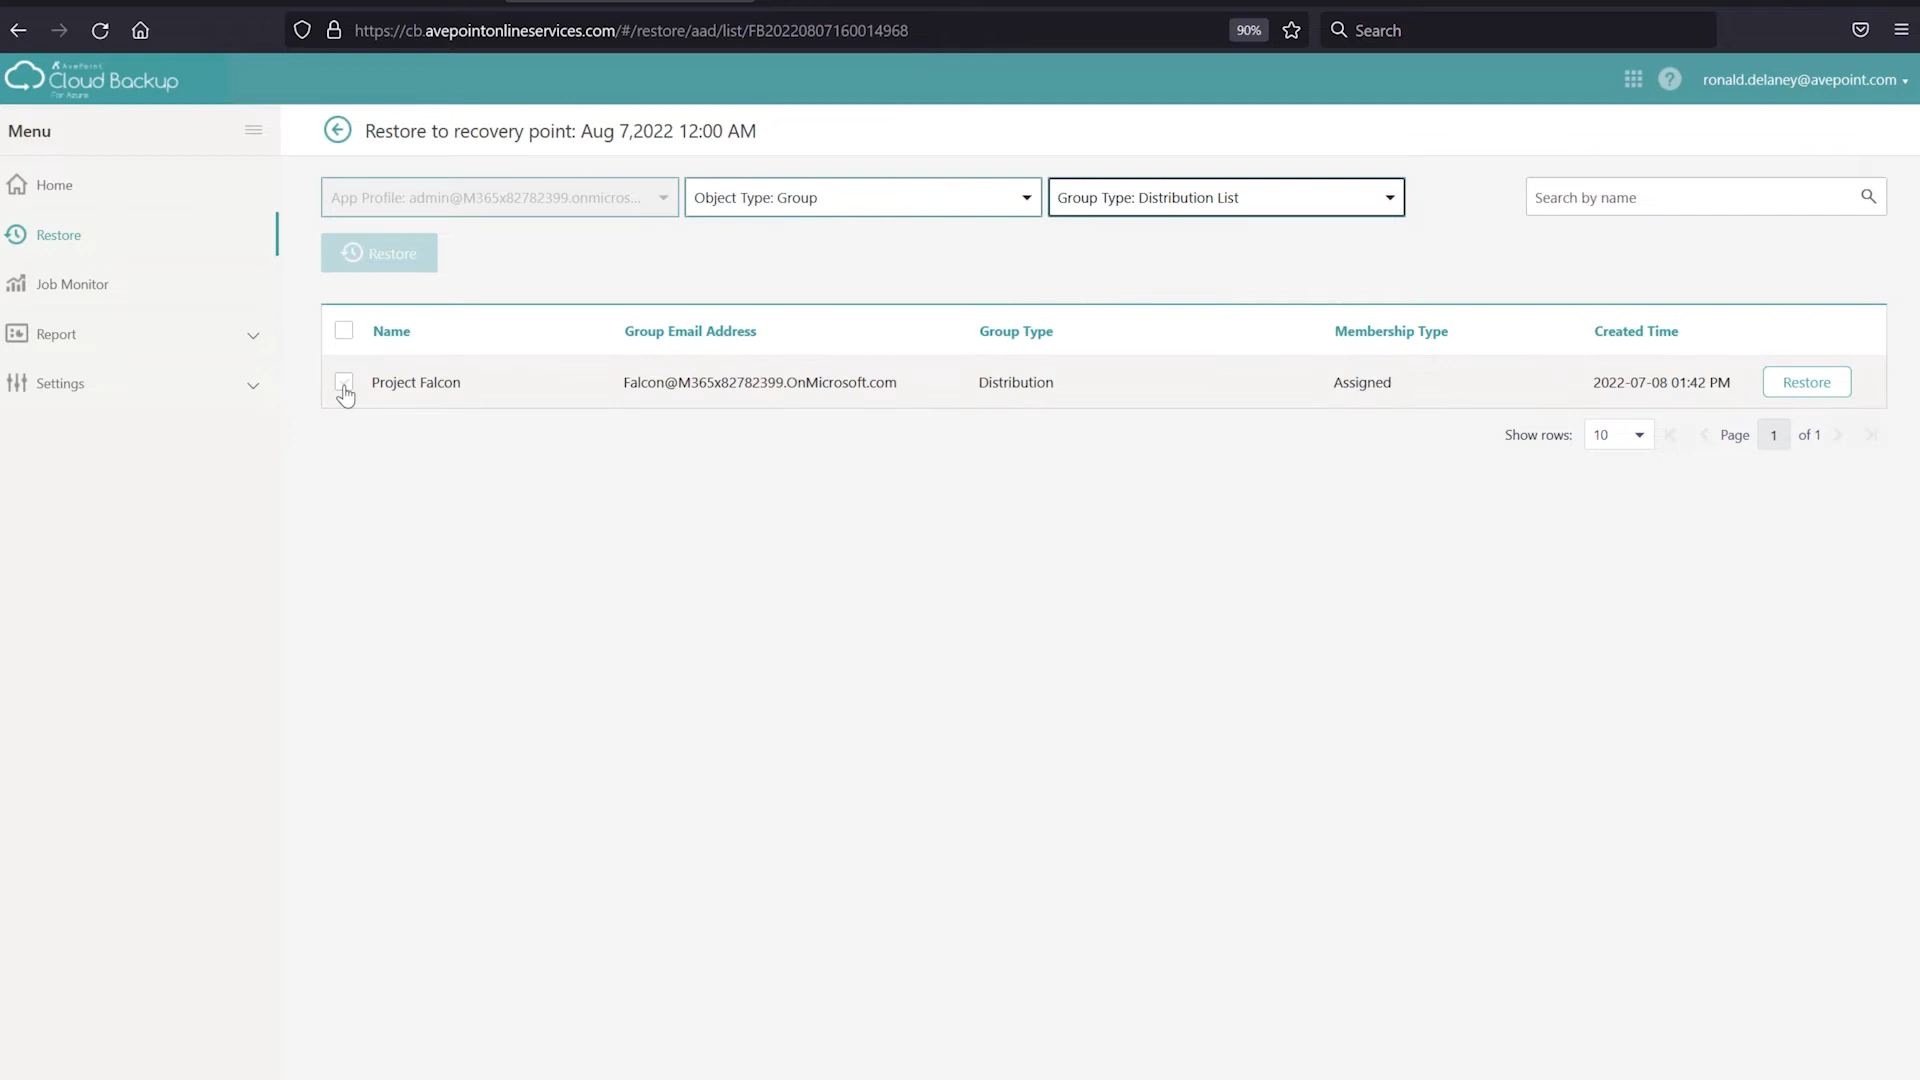 https://cb.avepointonlineservices.com/#/restore/aad/list/FB20220807160014968
90%
Search
AvePoint
Cloud Backup
For Azure
ronald.delaney@avepoint.com
Menu
Restore to recovery point: Aug 7,2022 12:00 AM
Home
Restore
Job Monitor
Report
Settings
App Profile: admin@M365x82782399.onmicros...
Object Type: Group
Group Type: Distribution List
Search by name
Restore
Name Group Email Address Group Type Membership Type Created Time
Project Falcon Falcon@M365x82782399.OnMicrosoft.com Distribution Assigned 2022-07-08 01:42 PM Restore
Show rows: 10 Page 1 of 1